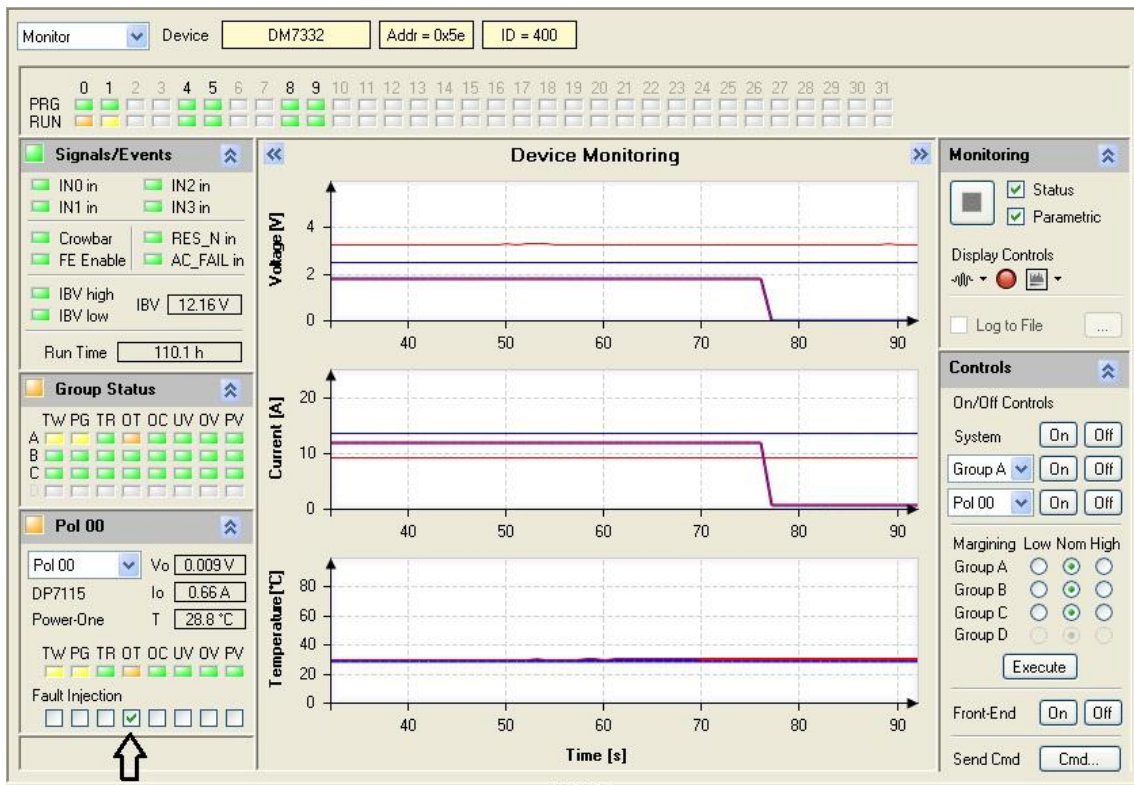 Monitor Device DM7332 Addr = 0x5e ID = 400
0 1 2 3 4 5 6 7 8 9 10 11 12 13 14 15 16 17 18 19 20 21 22 23 24 25 26 27 28 29 30 31
PRG
RUN
Signals/Events
IN0 in IN2 in
IN1 in IN3 in
Crowbar RES_N in
FE Enable AC_FAIL in
IBV high
IBV 12.16 V
IBV low
Run Time 110.1 h
Group Status
TW PG TR OT OC UV OV PV
A
B
C
D
Pol 00
Pol 00 Vo 0.009 V
DP7115 Io 0.66 A
Power-One T 28.8 °C
TW PG TR OT OC UV OV PV
Fault Injection
Device Monitoring
Voltage [V]
4
2
0
40 50 60 70 80 90
Current [A]
20
10
0
40 50 60 70 80 90
Temperature[°C]
80
60
40
20
0
40 50 60 70 80 90
Time [s]
Monitoring
Status
Parametric
Display Controls
Log to File ...
Controls
On/Off Controls
System On Off
Group A On Off
Pol 00 On Off
Margining Low Nom High
Group A
Group B
Group C
Group D
Execute
Front-End On Off
Send Cmd Cmd...